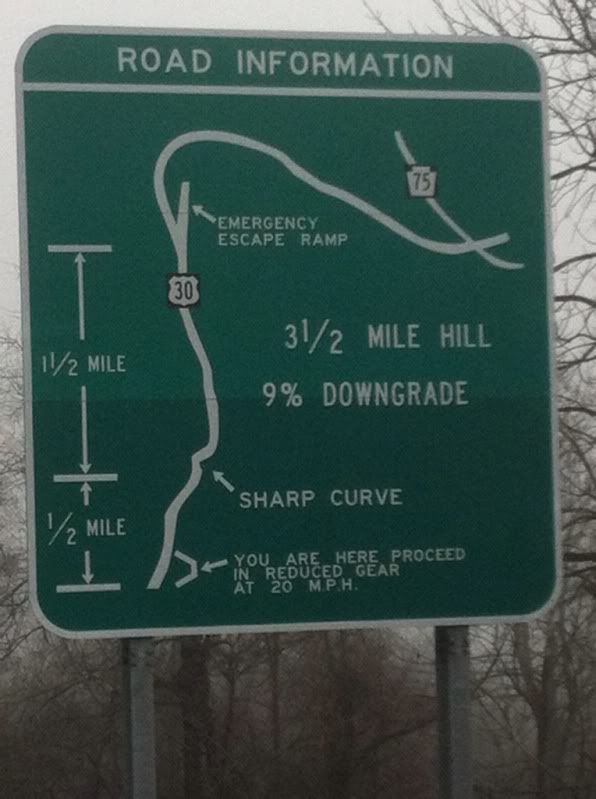 ROAD INFORMATION
75
EMERGENCY
ESCAPE RAMP
30
3 1/2 MILE HILL
1 1/2 MILE
9% DOWNGRADE
SHARP CURVE
1/2 MILE
YOU ARE HERE PROCEED
IN REDUCED GEAR
AT 20 M.P.H.